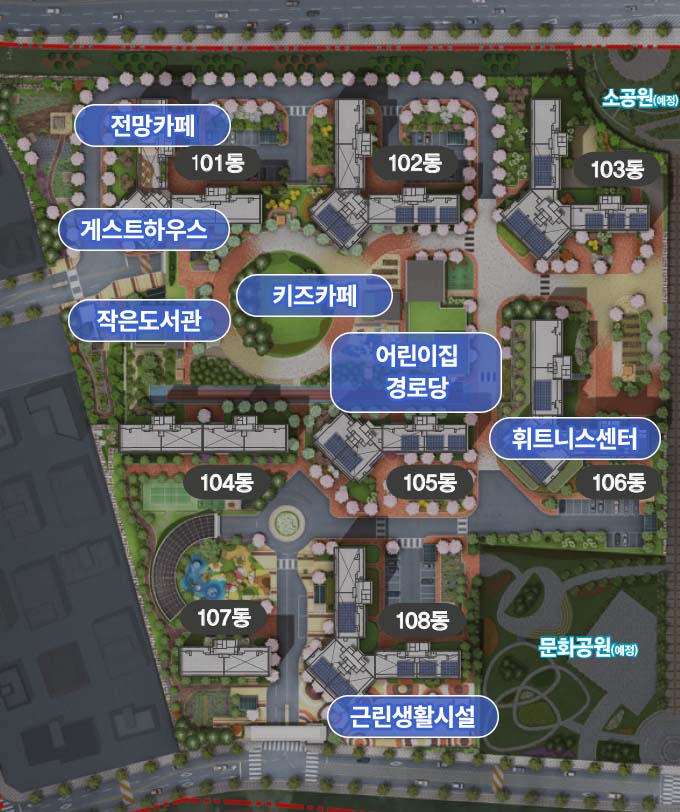 소공원(예정)
전망카페
101동
102동
103동
게스트하우스
키즈카페
작은도서관
어린이집
경로당
휘트니스센터
104동
105동
106동
107동
108동
문화공원(예정)
근린생활시설